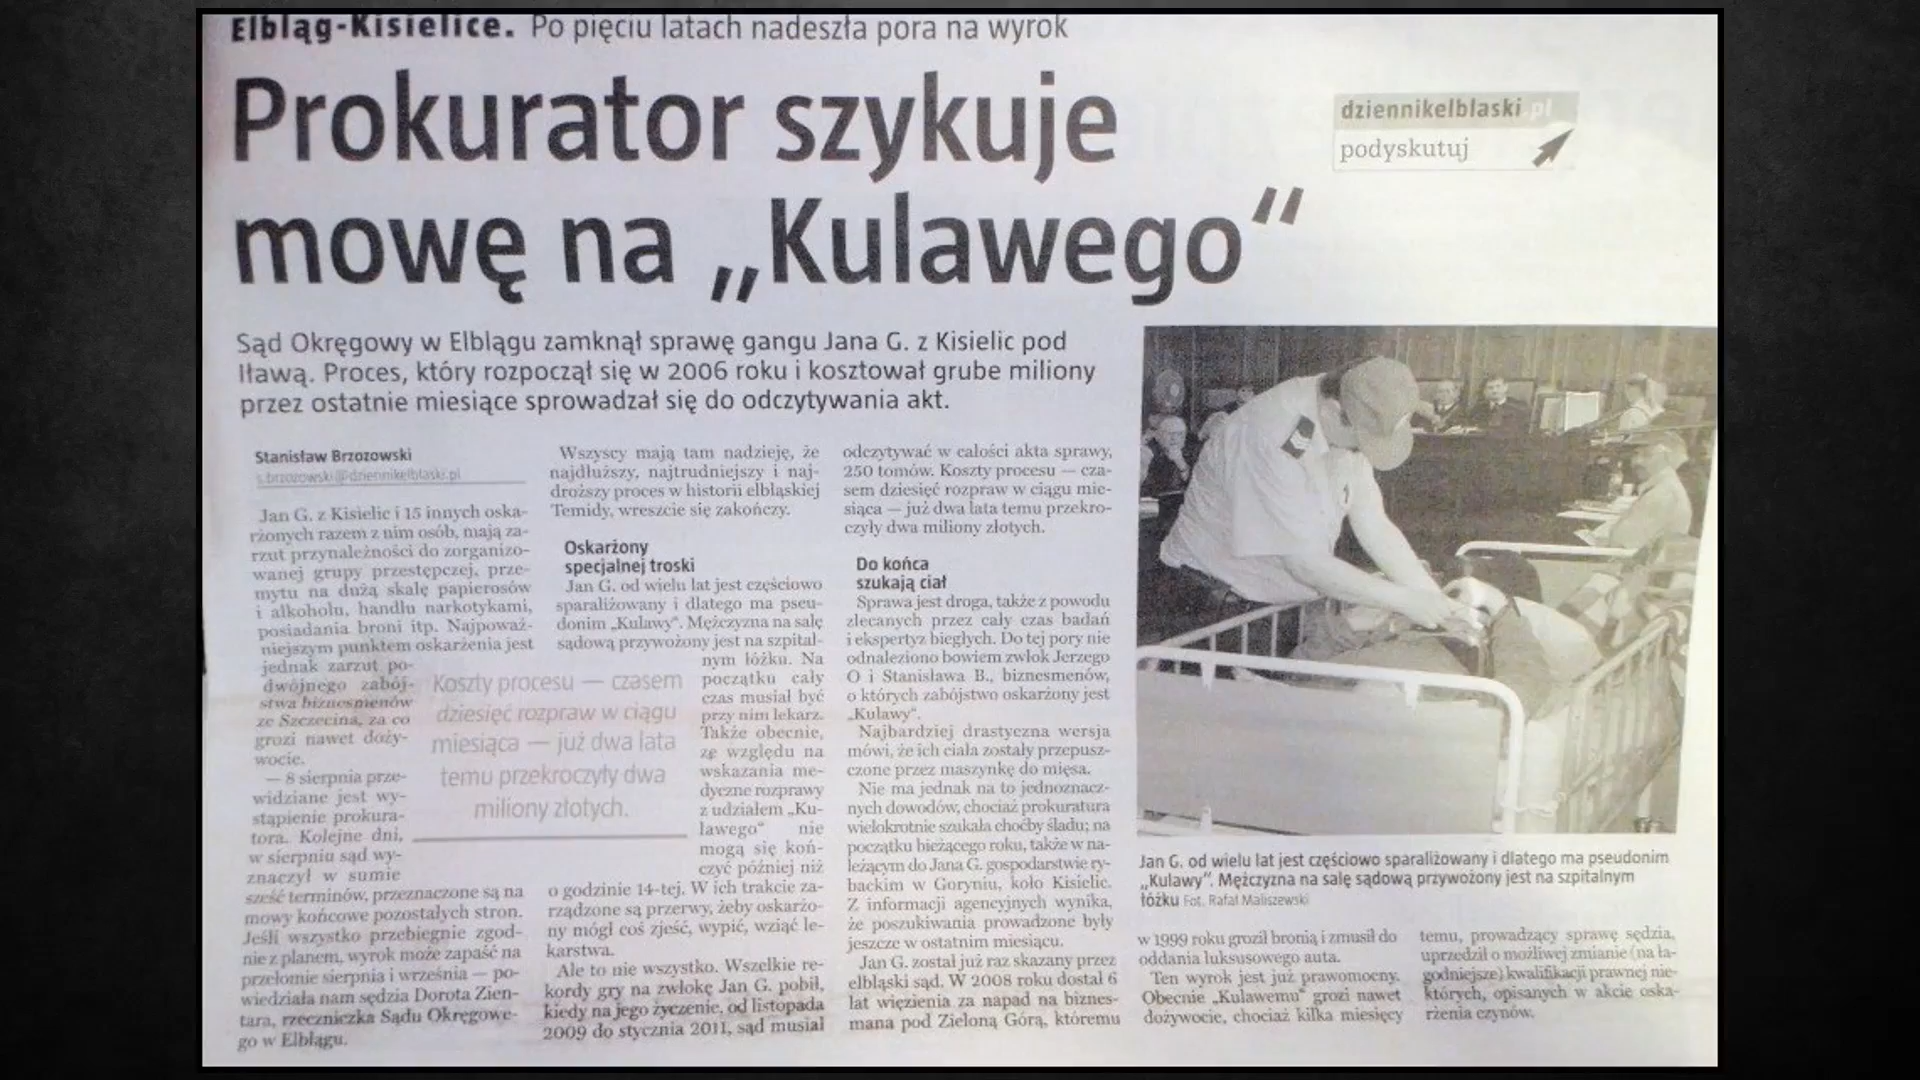 Elbląg-Kisielice. Po pięciu latach nadeszła pora na wyrok
Prokurator szykuje
mowę na „Kulawego“
dziennikelblaski.pl
podyskutuj
Sąd Okręgowy w Elblągu zamknął sprawę gangu Jana G. z Kisielic pod
Iławą. Proces, który rozpoczął się w 2006 roku i kosztował grube miliony
przez ostatnie miesiące sprowadzał się do odczytywania akt.
Stanisław Brzozowski
s.brzozowski@dziennikelblaski.pl
Jan G. z Kisielic i 15 innych oska-
rżonych razem z nim osób, mają za-
rzut przynależności do zorganizo-
wanej grupy przestępczej, prze-
mytu na dużą skalę papierosów
i alkoholu, handlu narkotykami,
posiadania broni itp. Najpoważ-
niejszym punktem oskarżenia jest
jednak zarzut po-
dwójnego zabój-
stwa biznesmenów
ze Szczecina, za co
grozi nawet doży-
wocie.
— 8 sierpnia prze-
widziane jest wy-
stąpienie prokura-
tora. Kolejne dni,
w sierpniu sąd wy-
znaczył w sumie
sześć terminów, przeznaczone są na
mowy końcowe pozostałych stron.
Jeśli wszystko przebiegnie zgod-
nie z planem, wyrok może zapaść na
przełomie sierpnia i września — po-
wiedziała nam sędzia Dorota Zien-
tara, rzeczniczka Sądu Okręgowe-
go w Elblągu.
Koszty procesu — czasem
dziesięć rozpraw w ciągu
miesiąca — już dwa lata
temu przekroczyły dwa
miliony złotych.
Wszyscy mają tam nadzieję, że
najdłuższy, najtrudniejszy i naj-
droższy proces w historii elbląskiej
Temidy, wreszcie się zakończy.
Oskarżony
specjalnej troski
Jan G. od wielu lat jest częściowo
sparaliżowany i dlatego ma pseu-
donim „Kulawy“. Mężczyzna na salę
sądową przywożony jest na szpital-
nym łóżku. Na
początku cały
czas musiał być
przy nim lekarz.
Także obecnie,
ze względu na
wskazania me-
dyczne rozprawy
z udziałem „Ku-
lawego“ nie
mogą się koń-
czyć później niż
o godzinie 14-tej. W ich trakcie za-
rządzone są przerwy, żeby oskarżo-
ny mógł coś zjeść, wypić, wziąć le-
karstwa.
Ale to nie wszystko. Wszelkie re-
kordy gry na zwłokę Jan G. pobił,
kiedy na jego życzenie, od listopada
2009 do stycznia 2011, sąd musiał
odczytywać w całości akta sprawy,
250 tomów. Koszty procesu — cza-
sem dziesięć rozpraw w ciągu mie-
siąca — już dwa lata temu przekro-
czyły dwa miliony złotych.
Do końca
szukają ciał
Sprawa jest droga, także z powodu
zlecanych przez cały czas badań
i ekspertyz biegłych. Do tej pory nie
odnaleziono bowiem zwłok Jerzego
O i Stanisława B., biznesmenów,
o których zabójstwo oskarżony jest
„Kulawy“.
Najbardziej drastyczna wersja
mówi, że ich ciała zostały przepusz-
czone przez maszynkę do mięsa.
Nie ma jednak na to jednoznacz-
nych dowodów, chociaż prokuratura
wielokrotnie szukała choćby śladu; na
początku bieżącego roku, także w na-
leżącym do Jana G. gospodarstwie ry-
backim w Goryniu, koło Kisielic.
Z informacji agencyjnych wynika,
że poszukiwania prowadzone były
jeszcze w ostatnim miesiącu.
Jan G. został już raz skazany przez
elbląski sąd. W 2008 roku dostał 6
lat więzienia za napad na biznes-
mana pod Zieloną Górą, któremu
Jan G. od wielu lat jest częściowo sparaliżowany i dlatego ma pseudonim
„Kulawy“. Mężczyzna na salę sądową przywożony jest na szpitalnym
łóżku Fot. Rafał Maliszewski
w 1999 roku groził bronią i zmusił do
oddania luksusowego auta.
Ten wyrok jest już prawomocny.
Obecnie „Kulawemu“ grozi nawet
dożywocie, chociaż kilka miesięcy
temu, prowadzący sprawę sędzia,
uprzedził o możliwej zmianie (na ła-
godniejsze) kwalifikacji prawnej nie-
których, opisanych w akcie oska-
rżenia czynów.